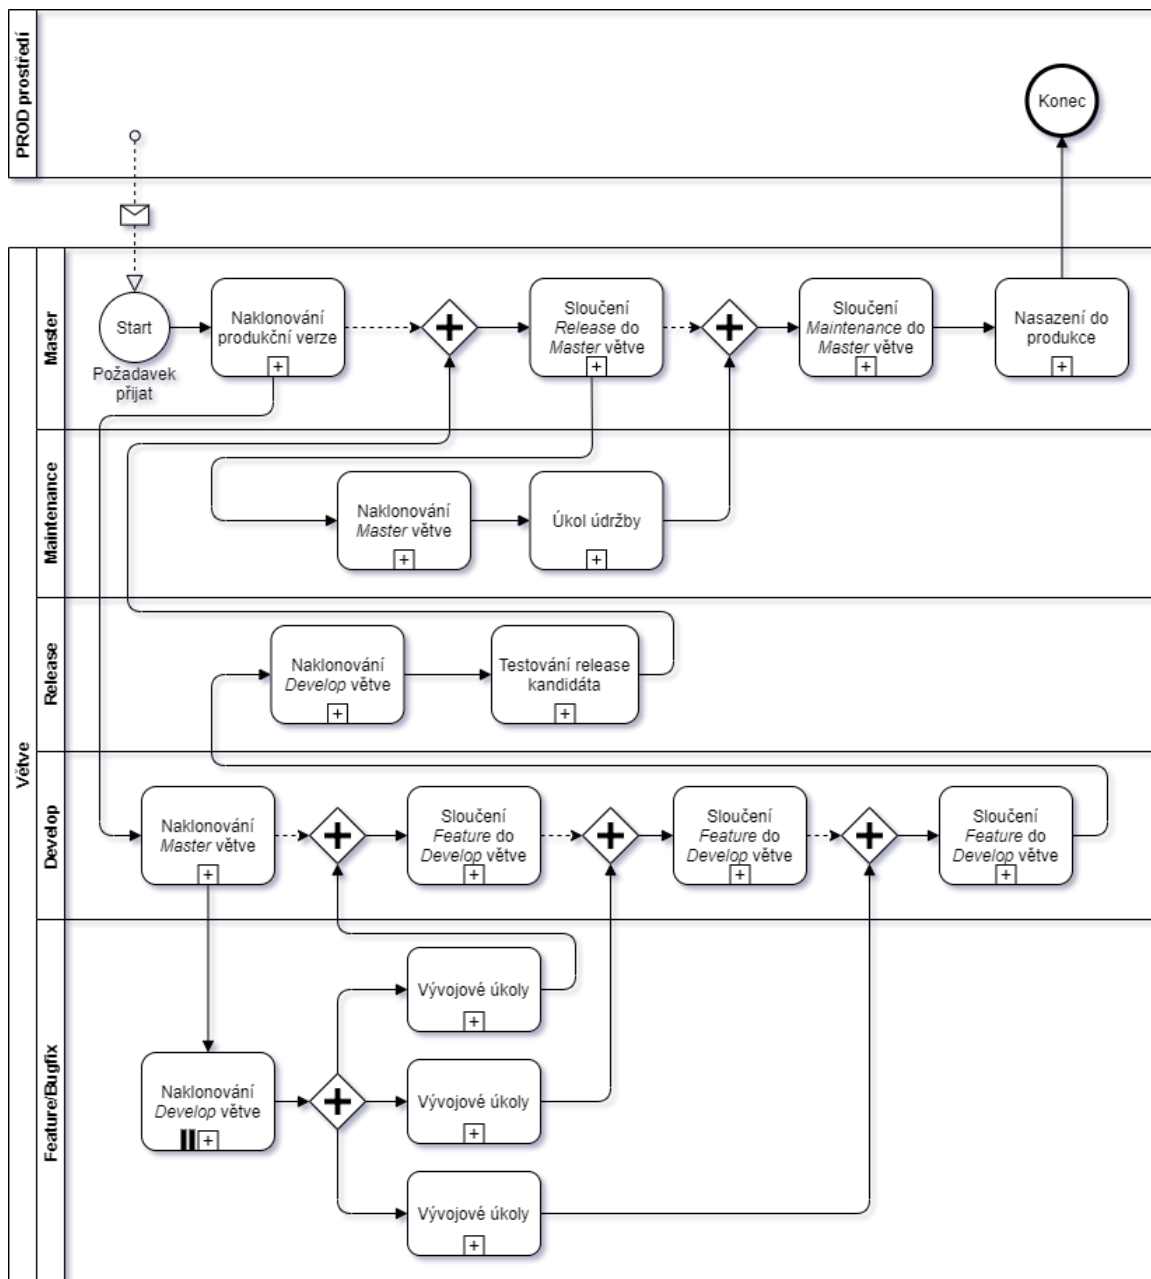 PROD prostředí
Konec
Větve
Master
Start
Požadavek
přijat
Naklonování
produkční verze
Sloučení
Release do
Master větve
Sloučení
Maintenance do
Master větve
Nasazení do
produkce
Maintenance
Naklonování
Master větve
Úkol údržby
Release
Naklonování
Develop větve
Testování release
kandidáta
Develop
Naklonování
Master větve
Sloučení
Feature do
Develop větve
Sloučení
Feature do
Develop větve
Sloučení
Feature do
Develop větve
Feature/Bugfix
Naklonování
Develop větve
Vývojové úkoly
Vývojové úkoly
Vývojové úkoly